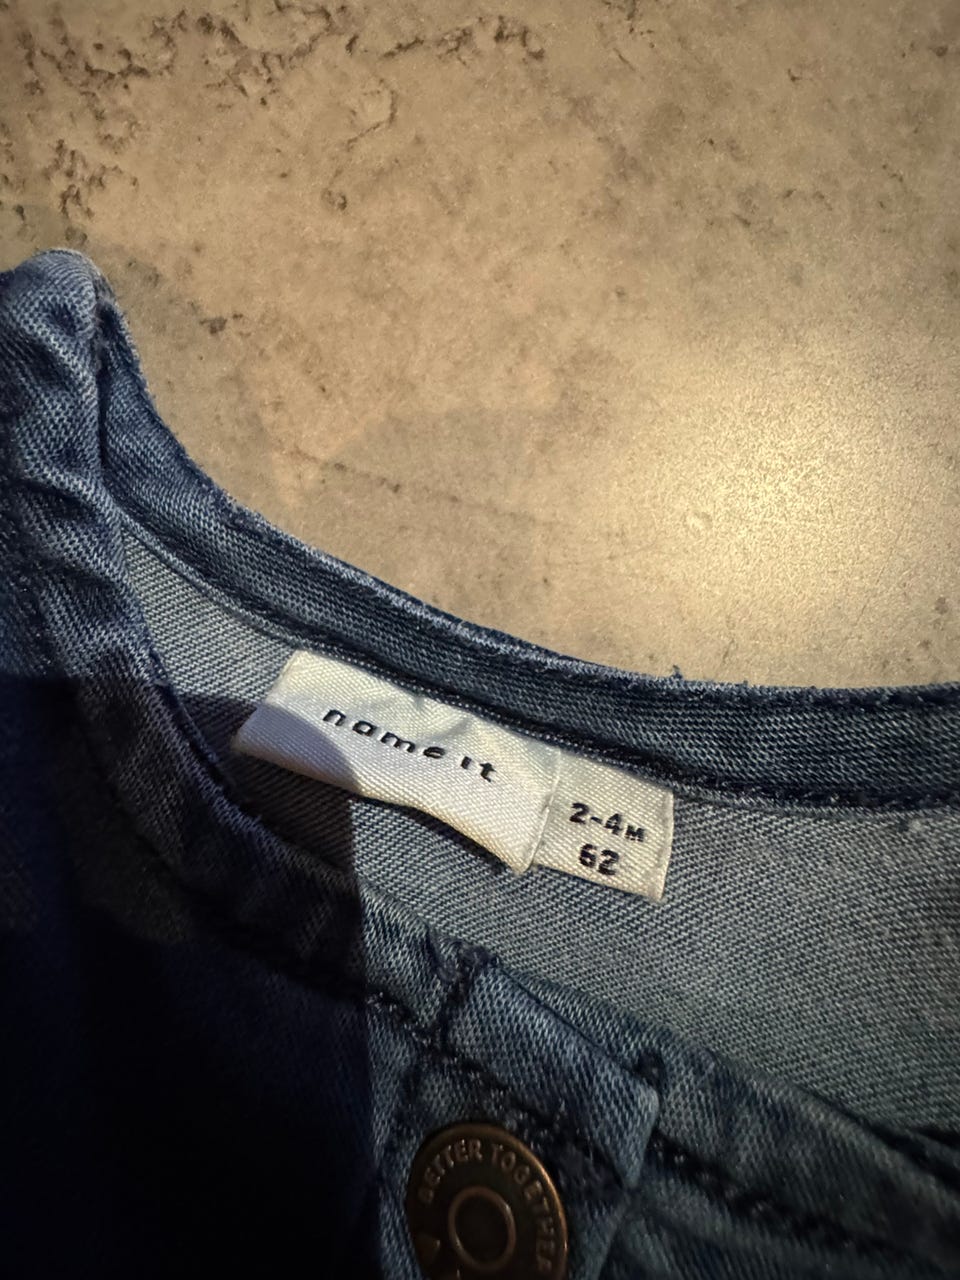 name it
2-4M
62
BETTER TOGETHER